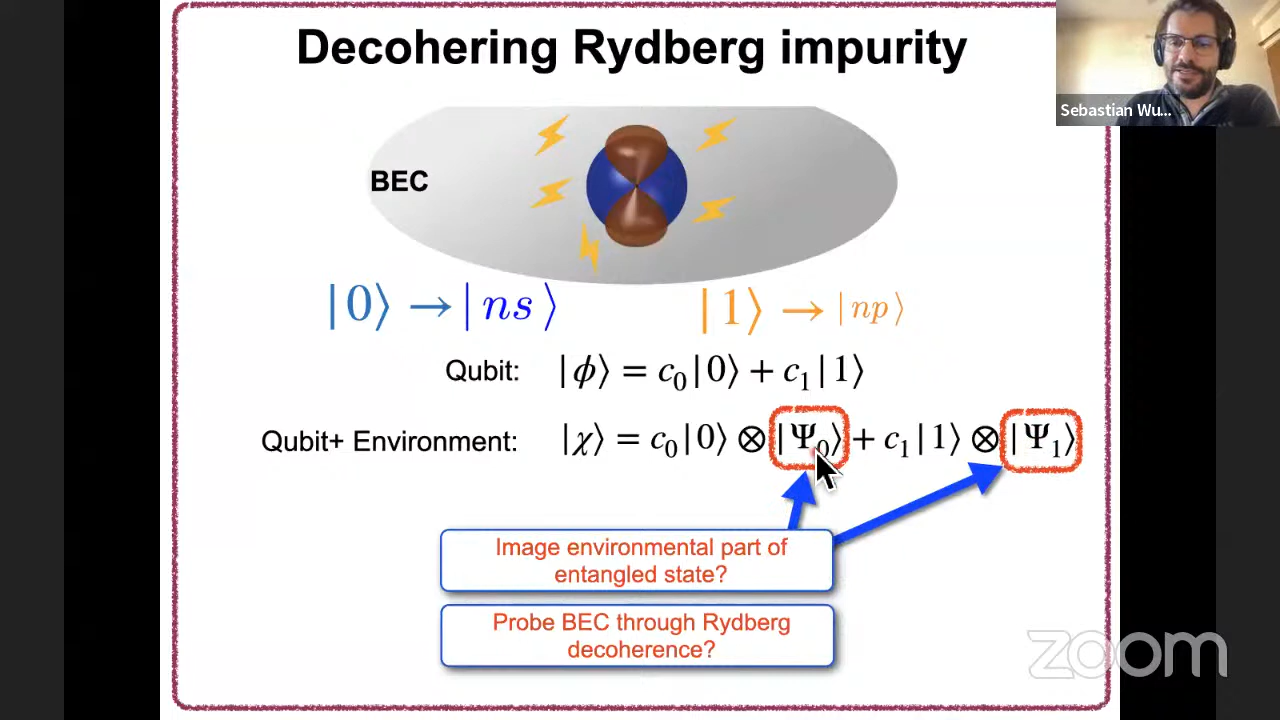 Decohering Rydberg impurity
Sebastian Wu...
BEC
|0⟩ → |ns⟩
|1⟩ → |np⟩
Qubit: |ϕ⟩ = c₀|0⟩ + c₁|1⟩
Qubit+ Environment: |χ⟩ = c₀|0⟩ ⊗ |Ψ₀⟩ + c₁|1⟩ ⊗ |Ψ₁⟩
Image environmental part of
entangled state?
Probe BEC through Rydberg
decoherence?
zoom